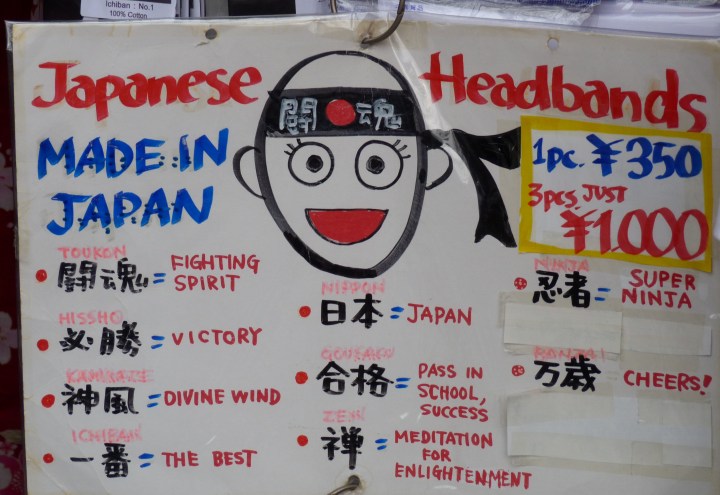 Ichiban : No.1
100% Cotton
Japanese Headbands
闘魂
MADE IN
JAPAN
1pc. ¥350
3pcs. JUST
¥1.000
TOUKON
闘魂 = FIGHTING
SPIRIT
HISSHO
必勝 = VICTORY
KAMIKAZE
神風 = DIVINE WIND
ICHIBAN
一番 = THE BEST
NIPPON
日本 = JAPAN
GOUKAKU
合格 = PASS IN
SCHOOL,
SUCCESS
ZEN
禅 = MEDITATION
FOR
ENLIGHTENMENT
NINJA
忍者 = SUPER
NINJA
BANZAI
万歳 CHEERS!